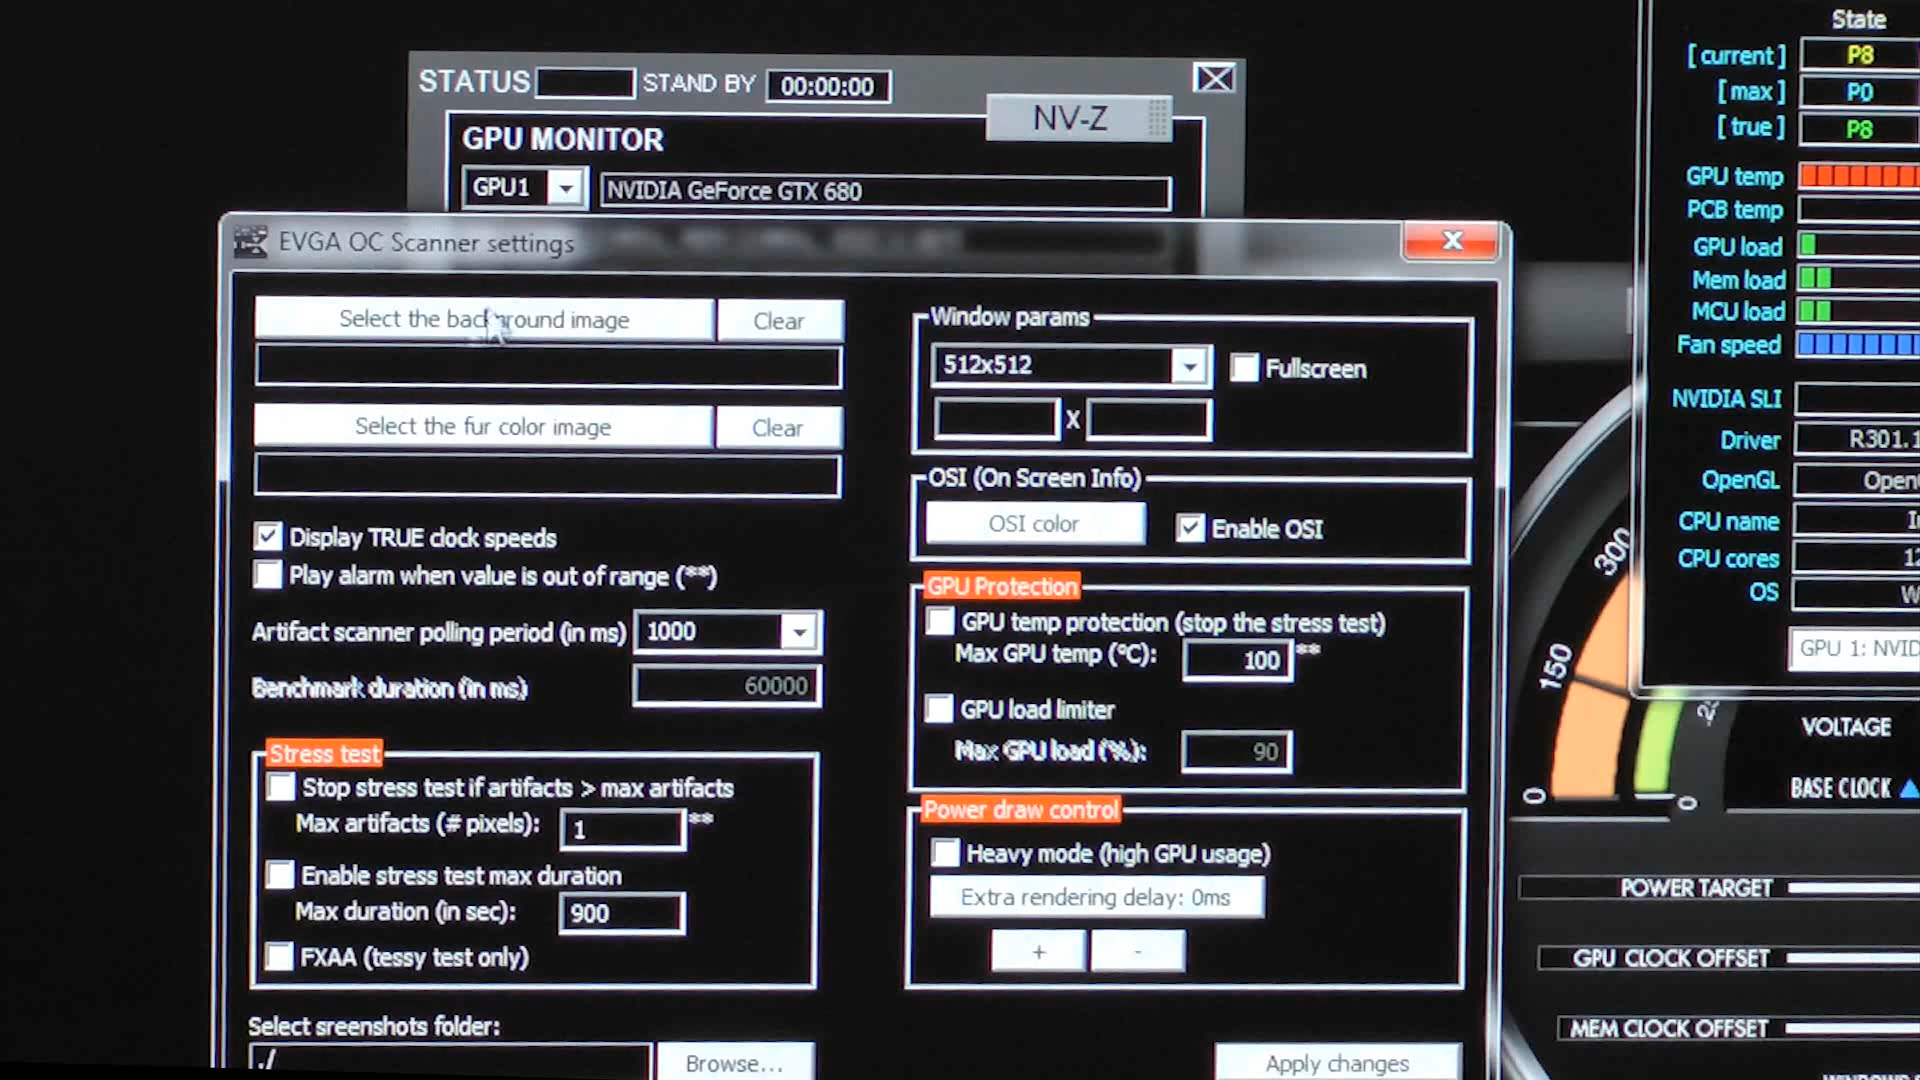 STATUS STAND BY 00:00:00
NV-Z
GPU MONITOR
GPU1 NVIDIA GeForce GTX 680
EVGA OC Scanner settings
Select the background image Clear
Select the fur color image Clear
Display TRUE clock speeds
Play alarm when value is out of range (**)
Artifact scanner polling period (in ms) 1000
Benchmark duration (in ms) 60000
Stress test
Stop stress test if artifacts > max artifacts
Max artifacts (# pixels): 1 **
Enable stress test max duration
Max duration (in sec): 900
FXAA (tessy test only)
Select sreenshots folder:
./ Browse...
Window params
512x512 Fullscreen
X
OSI (On Screen Info)
OSI color Enable OSI
GPU Protection
GPU temp protection (stop the stress test)
Max GPU temp (°C): 100 **
GPU load limiter
Max GPU load (%): 90
Power draw control
Heavy mode (high GPU usage)
Extra rendering delay: 0ms
+ -
Apply changes
State
[ current ] P8
[ max ] P0
[ true ] P8
GPU temp
PCB temp
GPU load
Mem load
MCU load
Fan speed
NVIDIA SLI
Driver R301.1
OpenGL
CPU name
CPU cores 12
OS
GPU 1: NVID
300
150
0
0
VOLTAGE
BASE CLOCK
POWER TARGET
GPU CLOCK OFFSET
MEM CLOCK OFFSET